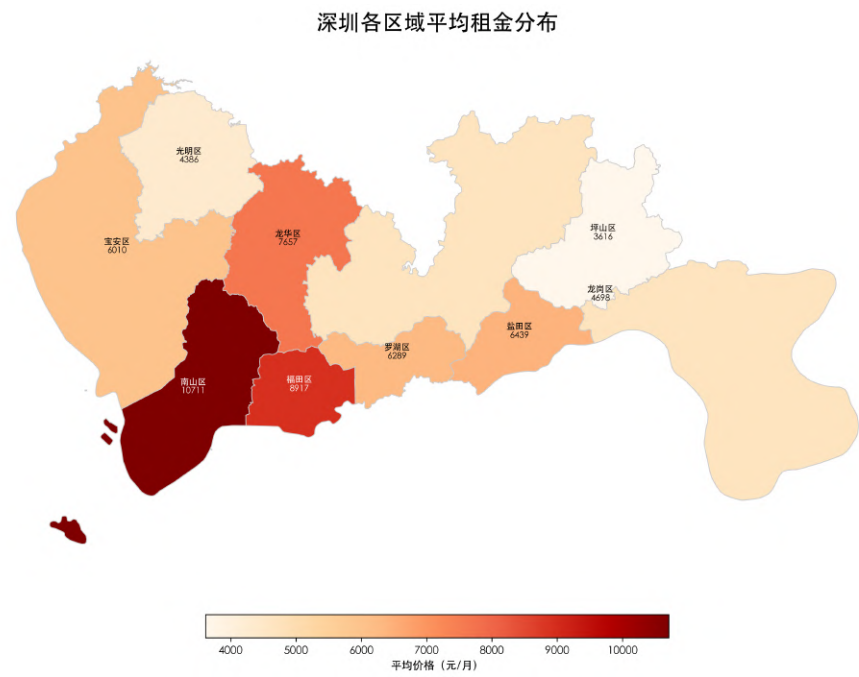 深圳各区域平均租金分布
光明区
4386
龙华区
7657
坪山区
3616
宝安区
6010
龙岗区
4698
盐田区
6439
罗湖区
6289
南山区
10711
福田区
8917
4000 5000 6000 7000 8000 9000 10000
平均价格（元/月）